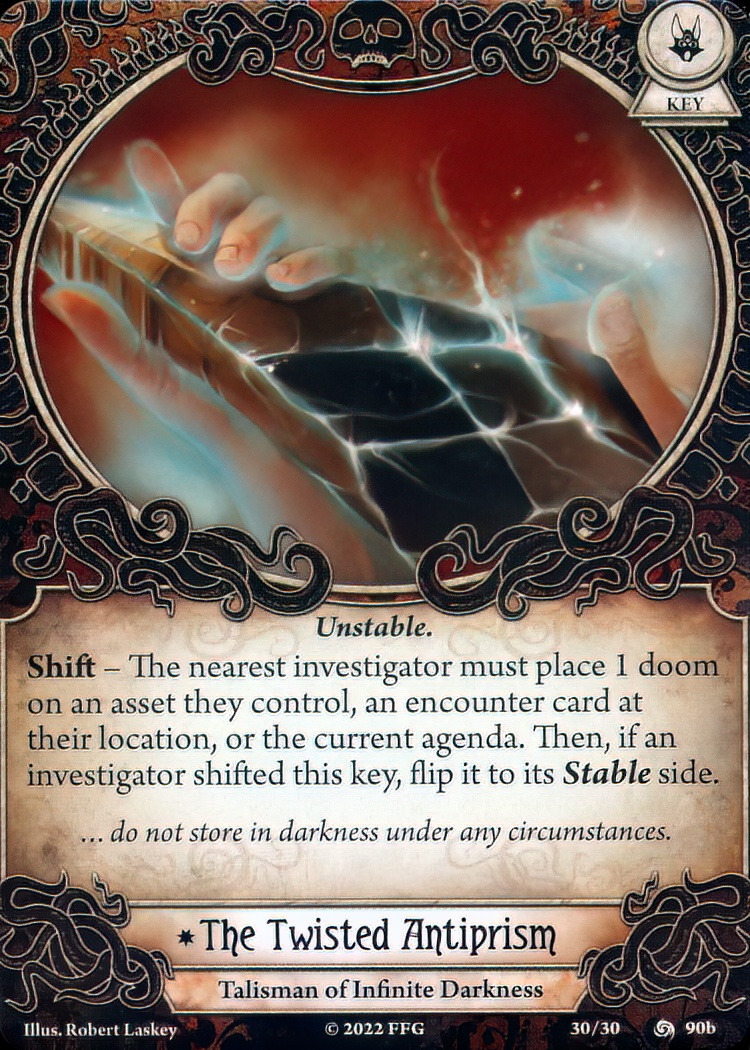 KEY
Unstable.
Shift – The nearest investigator must place 1 doom
on an asset they control, an encounter card at
their location, or the current agenda. Then, if an
investigator shifted this key, flip it to its Stable side.
... do not store in darkness under any circumstances.
✷ The Twisted Antiprism
Talisman of Infinite Darkness
Illus. Robert Laskey © 2022 FFG 30/30 90b